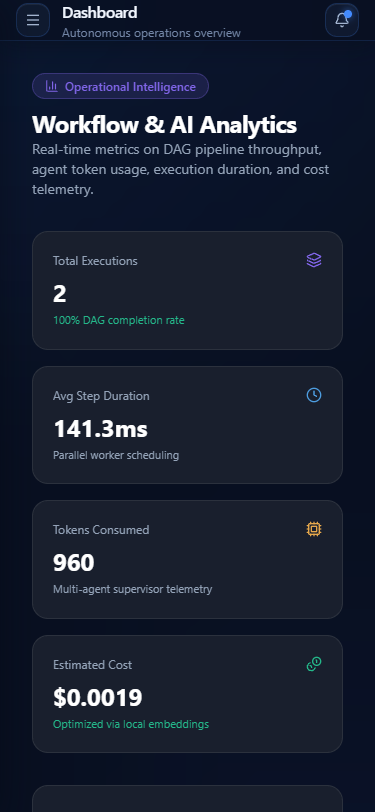 Dashboard
Autonomous operations overview
Operational Intelligence
Workflow & AI Analytics
Real-time metrics on DAG pipeline throughput,
agent token usage, execution duration, and cost
telemetry.
Total Executions
2
100% DAG completion rate
Avg Step Duration
141.3ms
Parallel worker scheduling
Tokens Consumed
960
Multi-agent supervisor telemetry
Estimated Cost
$0.0019
Optimized via local embeddings